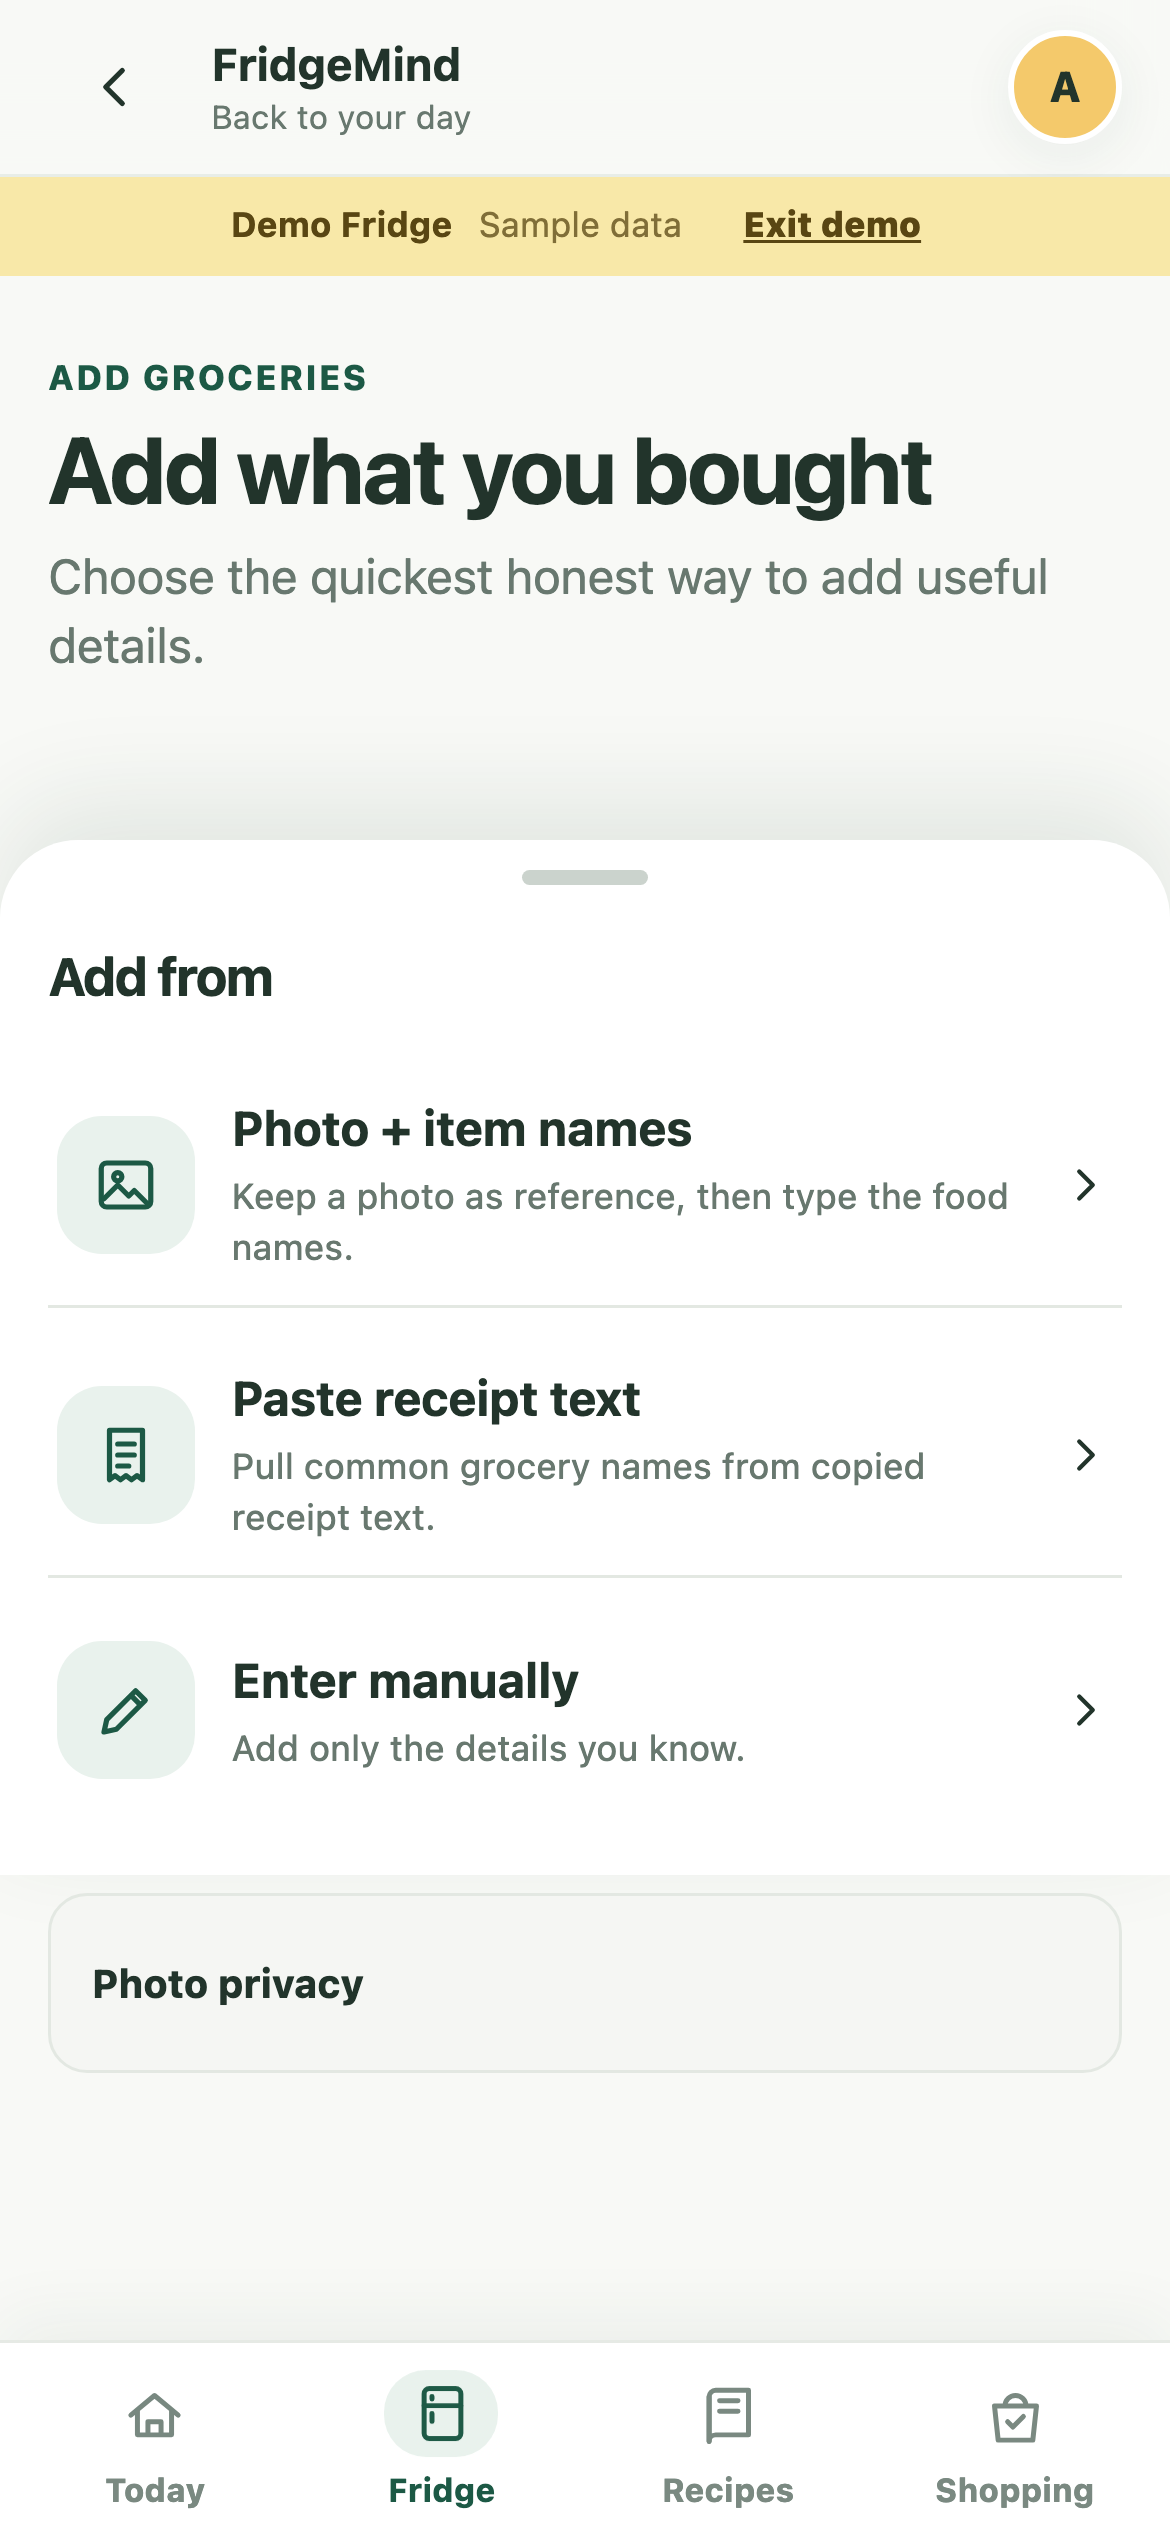 FridgeMind
Back to your day
A
Demo Fridge Sample data Exit demo
ADD GROCERIES
Add what you bought
Choose the quickest honest way to add useful
details.
Add from
Photo + item names
Keep a photo as reference, then type the food
names.
Paste receipt text
Pull common grocery names from copied
receipt text.
Enter manually
Add only the details you know.
Photo privacy
Today Fridge Recipes Shopping